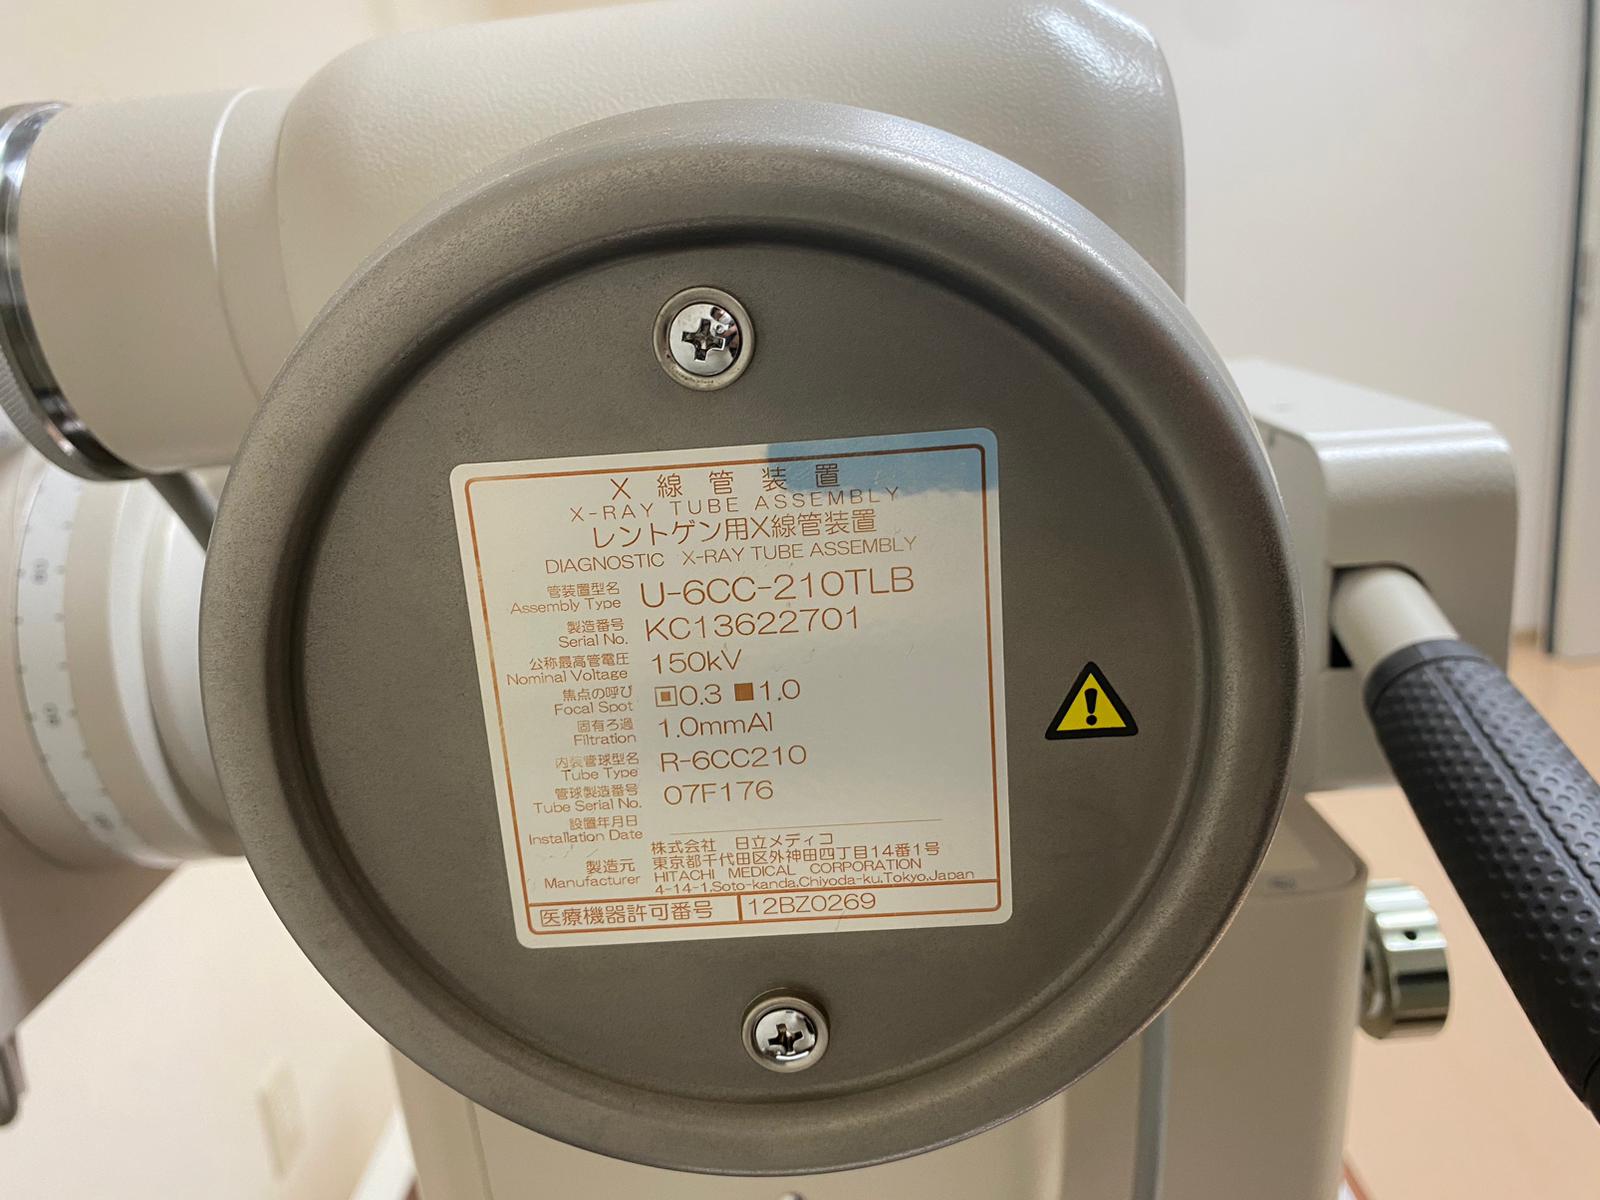 X線管装置
X-RAY TUBE ASSEMBLY
レントゲン用X線管装置
DIAGNOSTIC X-RAY TUBE ASSEMBLY
管装置型名
Assembly Type U-6CC-210TLB
製造番号
Serial No. KC13622701
公称最高管電圧
Nominal Voltage 150kV
焦点の呼び
Focal Spot 0.3 1.0
固有ろ過
Filtration 1.0mmAl
内装管球型名
Tube Type R-6CC210
管球製造番号
Tube Serial No. 07F176
設置年月日
Installation Date
製造元
Manufacturer
株式会社 日立メディコ
東京都千代田区外神田四丁目14番1号
HITACHI MEDICAL CORPORATION
4-14-1,Soto-kanda,Chiyoda-ku,Tokyo,Japan
医療機器許可番号 12BZ0269